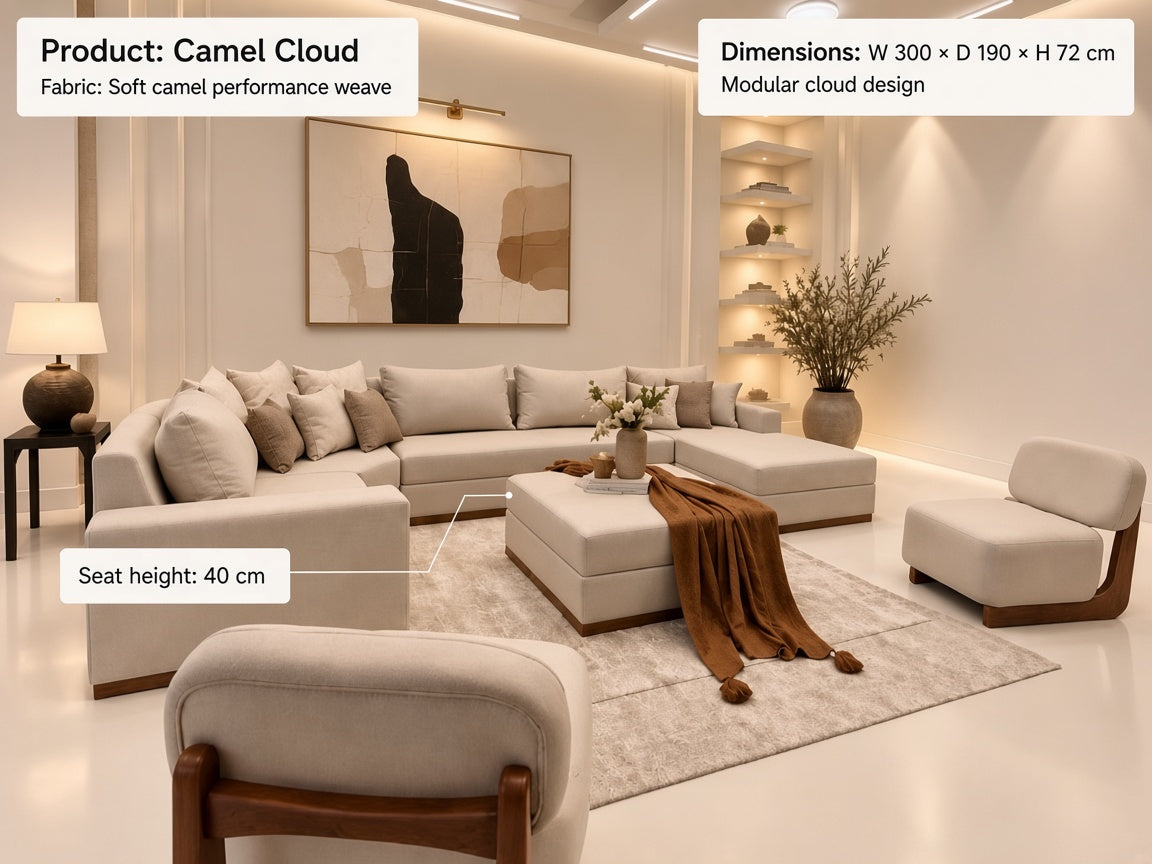 Product: Camel Cloud
Fabric: Soft camel performance weave
Dimensions: W 300 × D 190 × H 72 cm
Modular cloud design
Seat height: 40 cm